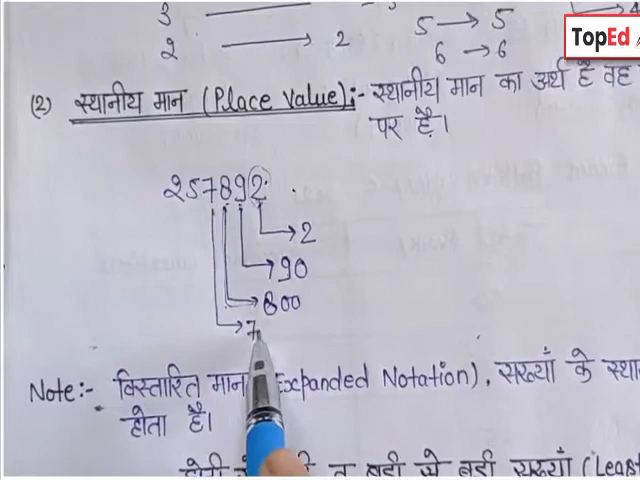 3
2 → 2
5 → 5
6 → 6
TopEd
(2) स्थानीय मान (Place Value):- स्थानीय मान का अर्थ है वह
पर है।
257892
→ 2
→ 90
→ 800
→ 7
Note:- विस्तारित मान Expanded Notation), संख्याँ के स्था
होता है।